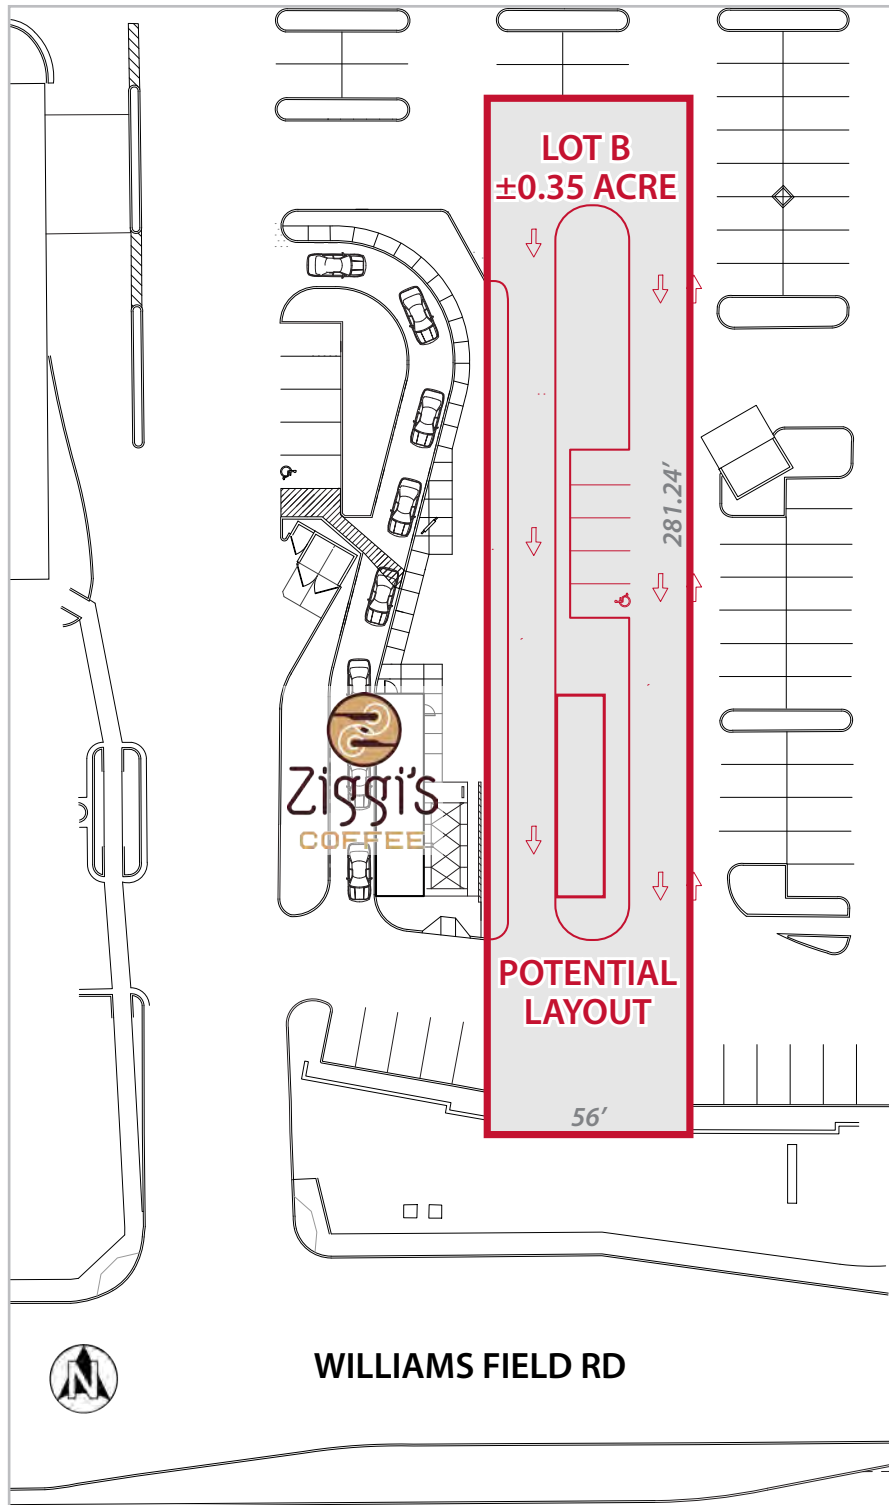 LOT B
±0.35 ACRE
281.24′
Ziggi's
COFFEE
POTENTIAL
LAYOUT
56′
WILLIAMS FIELD RD
N